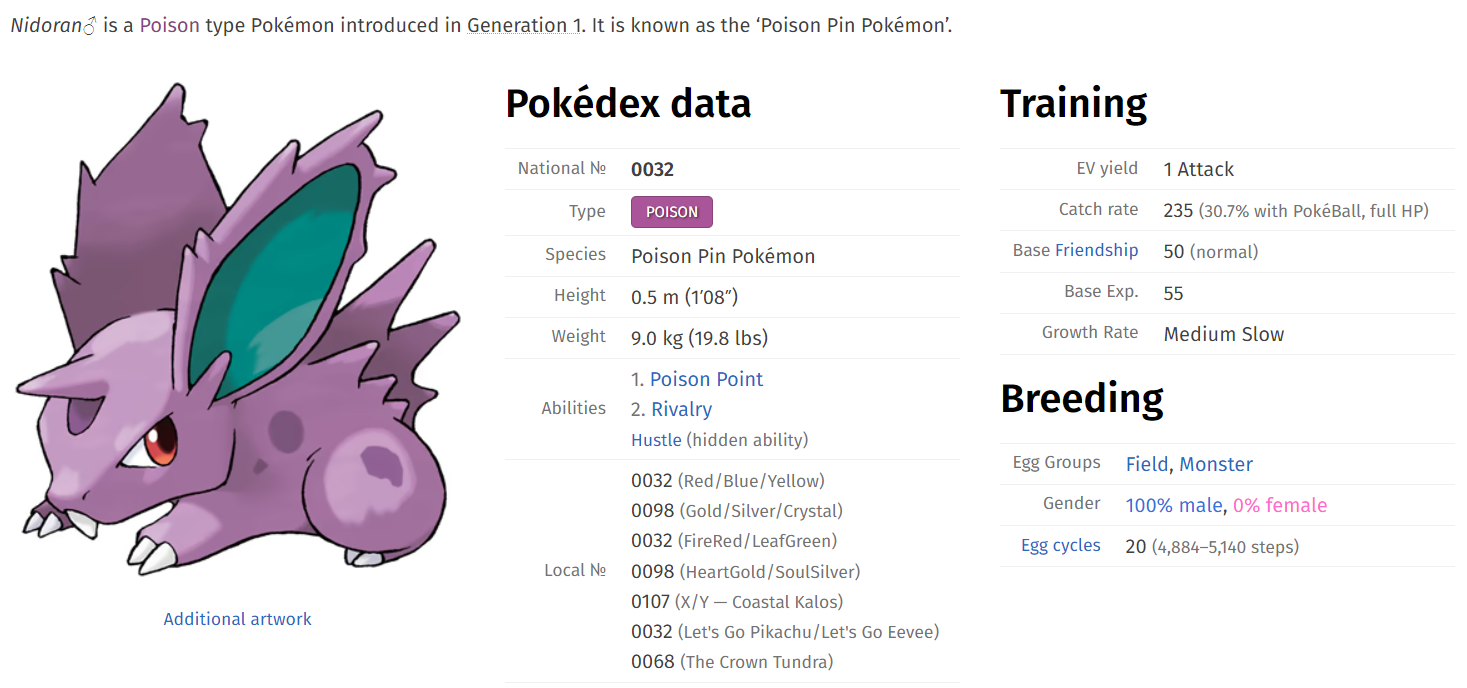 Nidoran♂ is a Poison type Pokémon introduced in Generation 1. It is known as the ‘Poison Pin Pokémon’.
Additional artwork
Pokédex data
National № 0032
Type POISON
Species Poison Pin Pokémon
Height 0.5 m (1′08″)
Weight 9.0 kg (19.8 lbs)
Abilities
1. Poison Point
2. Rivalry
Hustle (hidden ability)
Local №
0032 (Red/Blue/Yellow)
0098 (Gold/Silver/Crystal)
0032 (FireRed/LeafGreen)
0098 (HeartGold/SoulSilver)
0107 (X/Y — Coastal Kalos)
0032 (Let's Go Pikachu/Let's Go Eevee)
0068 (The Crown Tundra)
Training
EV yield 1 Attack
Catch rate 235 (30.7% with PokéBall, full HP)
Base Friendship 50 (normal)
Base Exp. 55
Growth Rate Medium Slow
Breeding
Egg Groups Field, Monster
Gender 100% male, 0% female
Egg cycles 20 (4,884–5,140 steps)